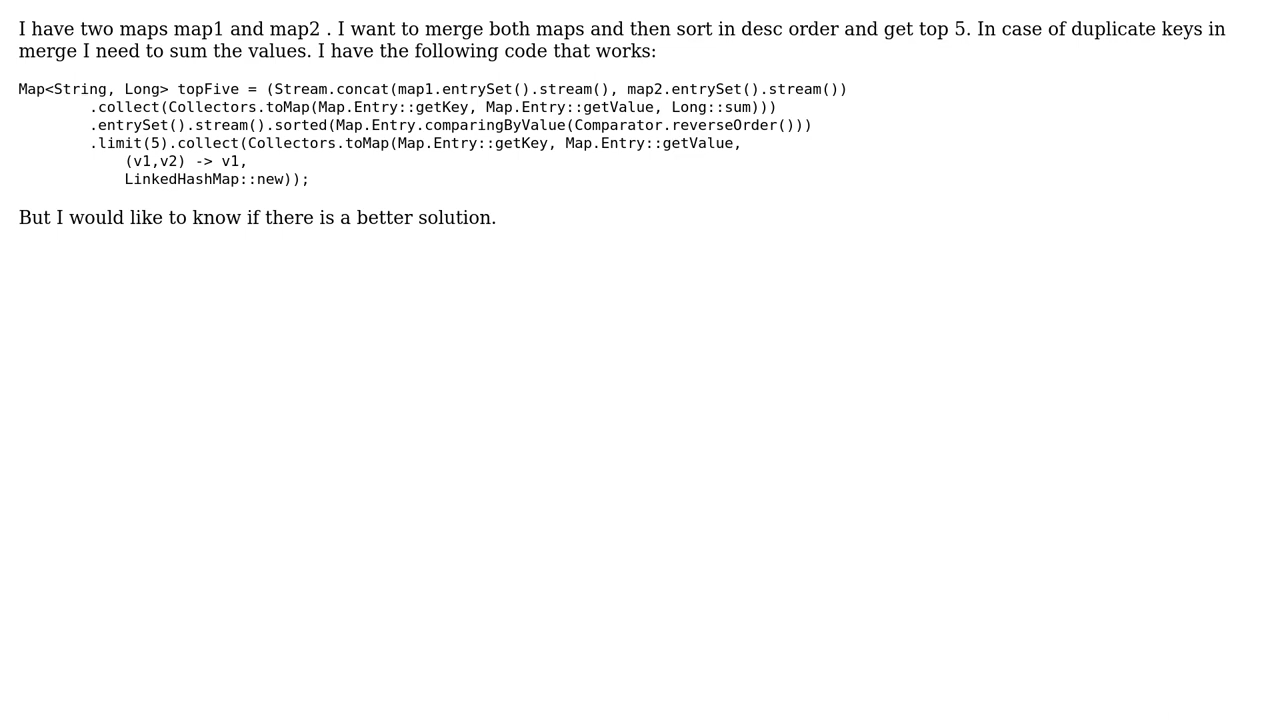 I have two maps map1 and map2 . I want to merge both maps and then sort in desc order and get top 5. In case of duplicate keys in
merge I need to sum the values. I have the following code that works:
Map<String, Long> topFive = (Stream.concat(map1.entrySet().stream(), map2.entrySet().stream())
        .collect(Collectors.toMap(Map.Entry::getKey, Map.Entry::getValue, Long::sum)))
        .entrySet().stream().sorted(Map.Entry.comparingByValue(Comparator.reverseOrder()))
        .limit(5).collect(Collectors.toMap(Map.Entry::getKey, Map.Entry::getValue,
            (v1,v2) -> v1,
            LinkedHashMap::new));
But I would like to know if there is a better solution.